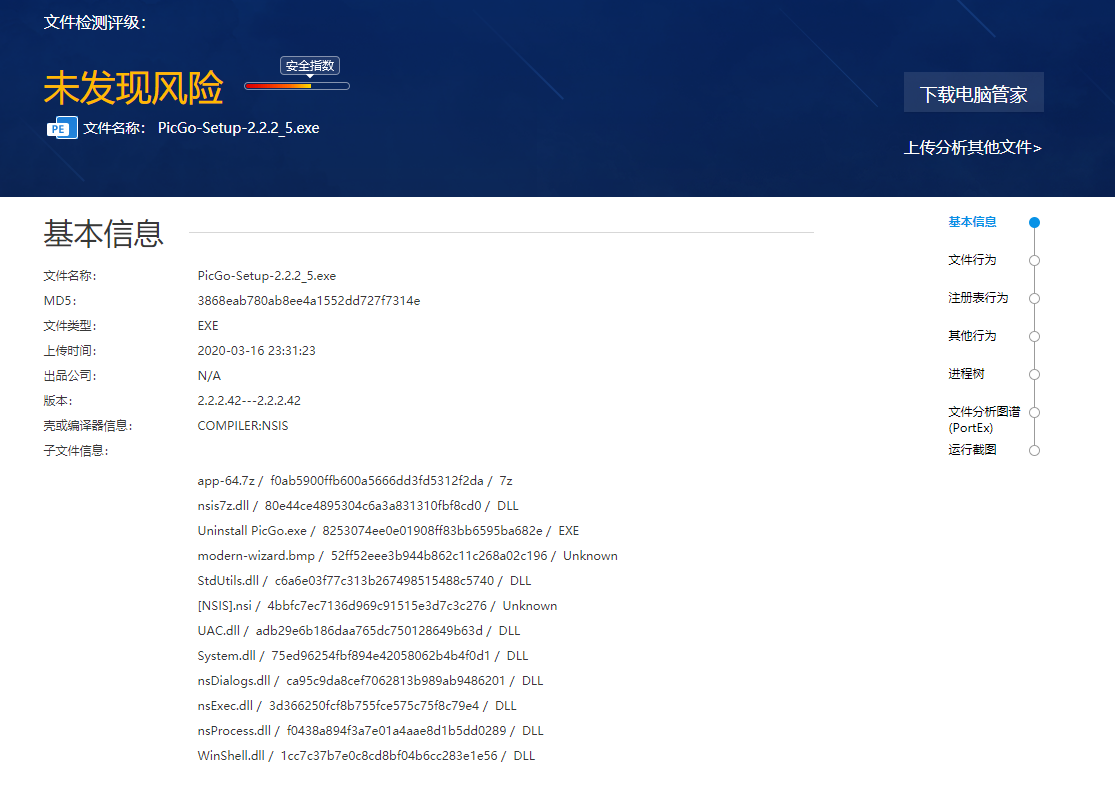 文件检测评级：
未发现风险
安全指数
下载电脑管家
PE
文件名称： PicGo-Setup-2.2.2_5.exe
上传分析其他文件>
基本信息
文件名称: PicGo-Setup-2.2.2_5.exe
MD5: 3868eab780ab8ee4a1552dd727f7314e
文件类型: EXE
上传时间: 2020-03-16 23:31:23
出品公司: N/A
版本: 2.2.2.42---2.2.2.42
壳或编译器信息: COMPILER:NSIS
子文件信息:
app-64.7z / f0ab5900ffb600a5666dd3fd5312f2da / 7z
nsis7z.dll / 80e44ce4895304c6a3a831310fbf8cd0 / DLL
Uninstall PicGo.exe / 8253074ee0e01908ff83bb6595ba682e / EXE
modern-wizard.bmp / 52ff52eee3b944b862c11c268a02c196 / Unknown
StdUtils.dll / c6a6e03f77c313b267498515488c5740 / DLL
[NSIS].nsi / 4bbfc7ec7136d969c91515e3d7c3c276 / Unknown
UAC.dll / adb29e6b186daa765dc750128649b63d / DLL
System.dll / 75ed96254fbf894e42058062b4b4f0d1 / DLL
nsDialogs.dll / ca95c9da8cef7062813b989ab9486201 / DLL
nsExec.dll / 3d366250fcf8b755fce575c75f8c79e4 / DLL
nsProcess.dll / f0438a894f3a7e01a4aae8d1b5dd0289 / DLL
WinShell.dll / 1cc7c37b7e0c8cd8bf04b6cc283e1e56 / DLL
基本信息
文件行为
注册表行为
其他行为
进程树
文件分析图谱
(PortEx)
运行截图